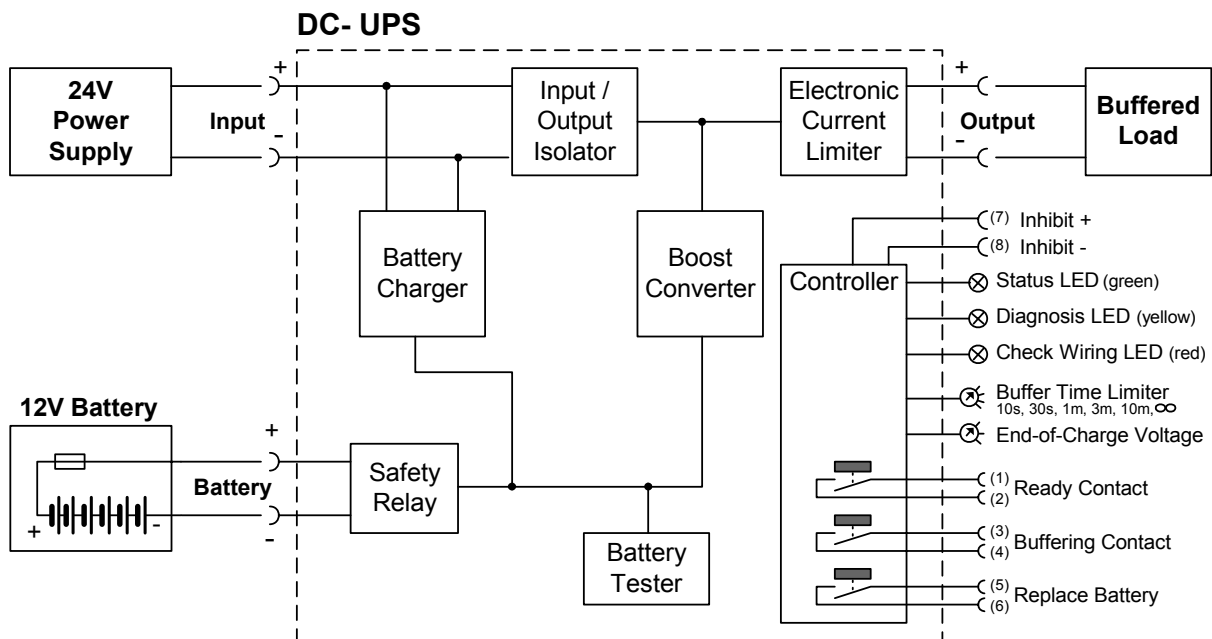 DC- UPS
24V
Power
Supply
+
Input
-
Input /
Output
Isolator
Electronic
Current
Limiter
+
Output
-
Buffered
Load
Battery
Charger
Boost
Converter
Controller
(7) Inhibit +
(8) Inhibit -
Status LED (green)
Diagnosis LED (yellow)
Check Wiring LED (red)
Buffer Time Limiter
10s, 30s, 1m, 3m, 10m, ∞
End-of-Charge Voltage
12V Battery
+ -
+
Battery
-
Safety
Relay
Battery
Tester
(1)
(2) Ready Contact
(3)
(4) Buffering Contact
(5)
(6) Replace Battery